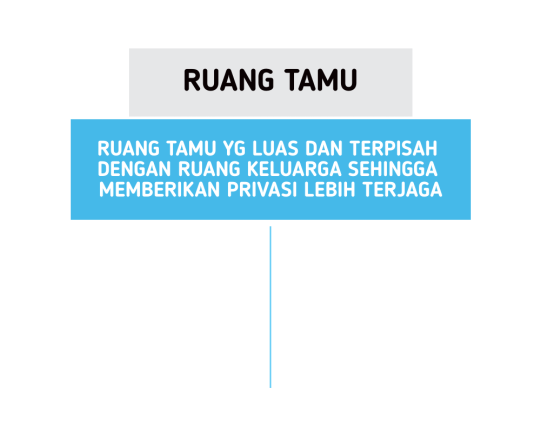 RUANG TAMU
RUANG TAMU YG LUAS DAN TERPISAH
DENGAN RUANG KELUARGA SEHINGGA
MEMBERIKAN PRIVASI LEBIH TERJAGA